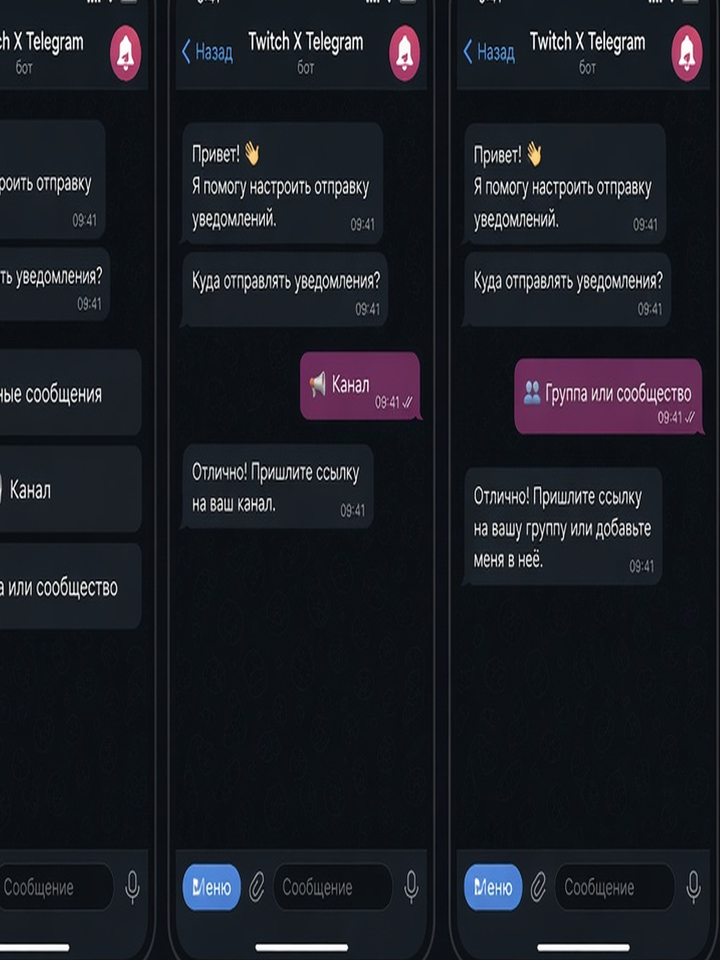 ch X Telegram
бот
роить отправку
09:41
ть уведомления?
09:41
ные сообщения
Канал
а или сообщество
Сообщение
Назад
Twitch X Telegram
бот
Привет! 👋
Я помогу настроить отправку
уведомлений.
09:41
Куда отправлять уведомления?
09:41
📢 Канал
09:41
Отлично! Пришлите ссылку
на ваш канал.
09:41
Меню
Сообщение
Назад
Twitch X Telegram
бот
Привет! 👋
Я помогу настроить отправку
уведомлений.
09:41
Куда отправлять уведомления?
09:41
👥 Группа или сообщество
09:41
Отлично! Пришлите ссылку
на вашу группу или добавьте
меня в неё.
09:41
Меню
Сообщение